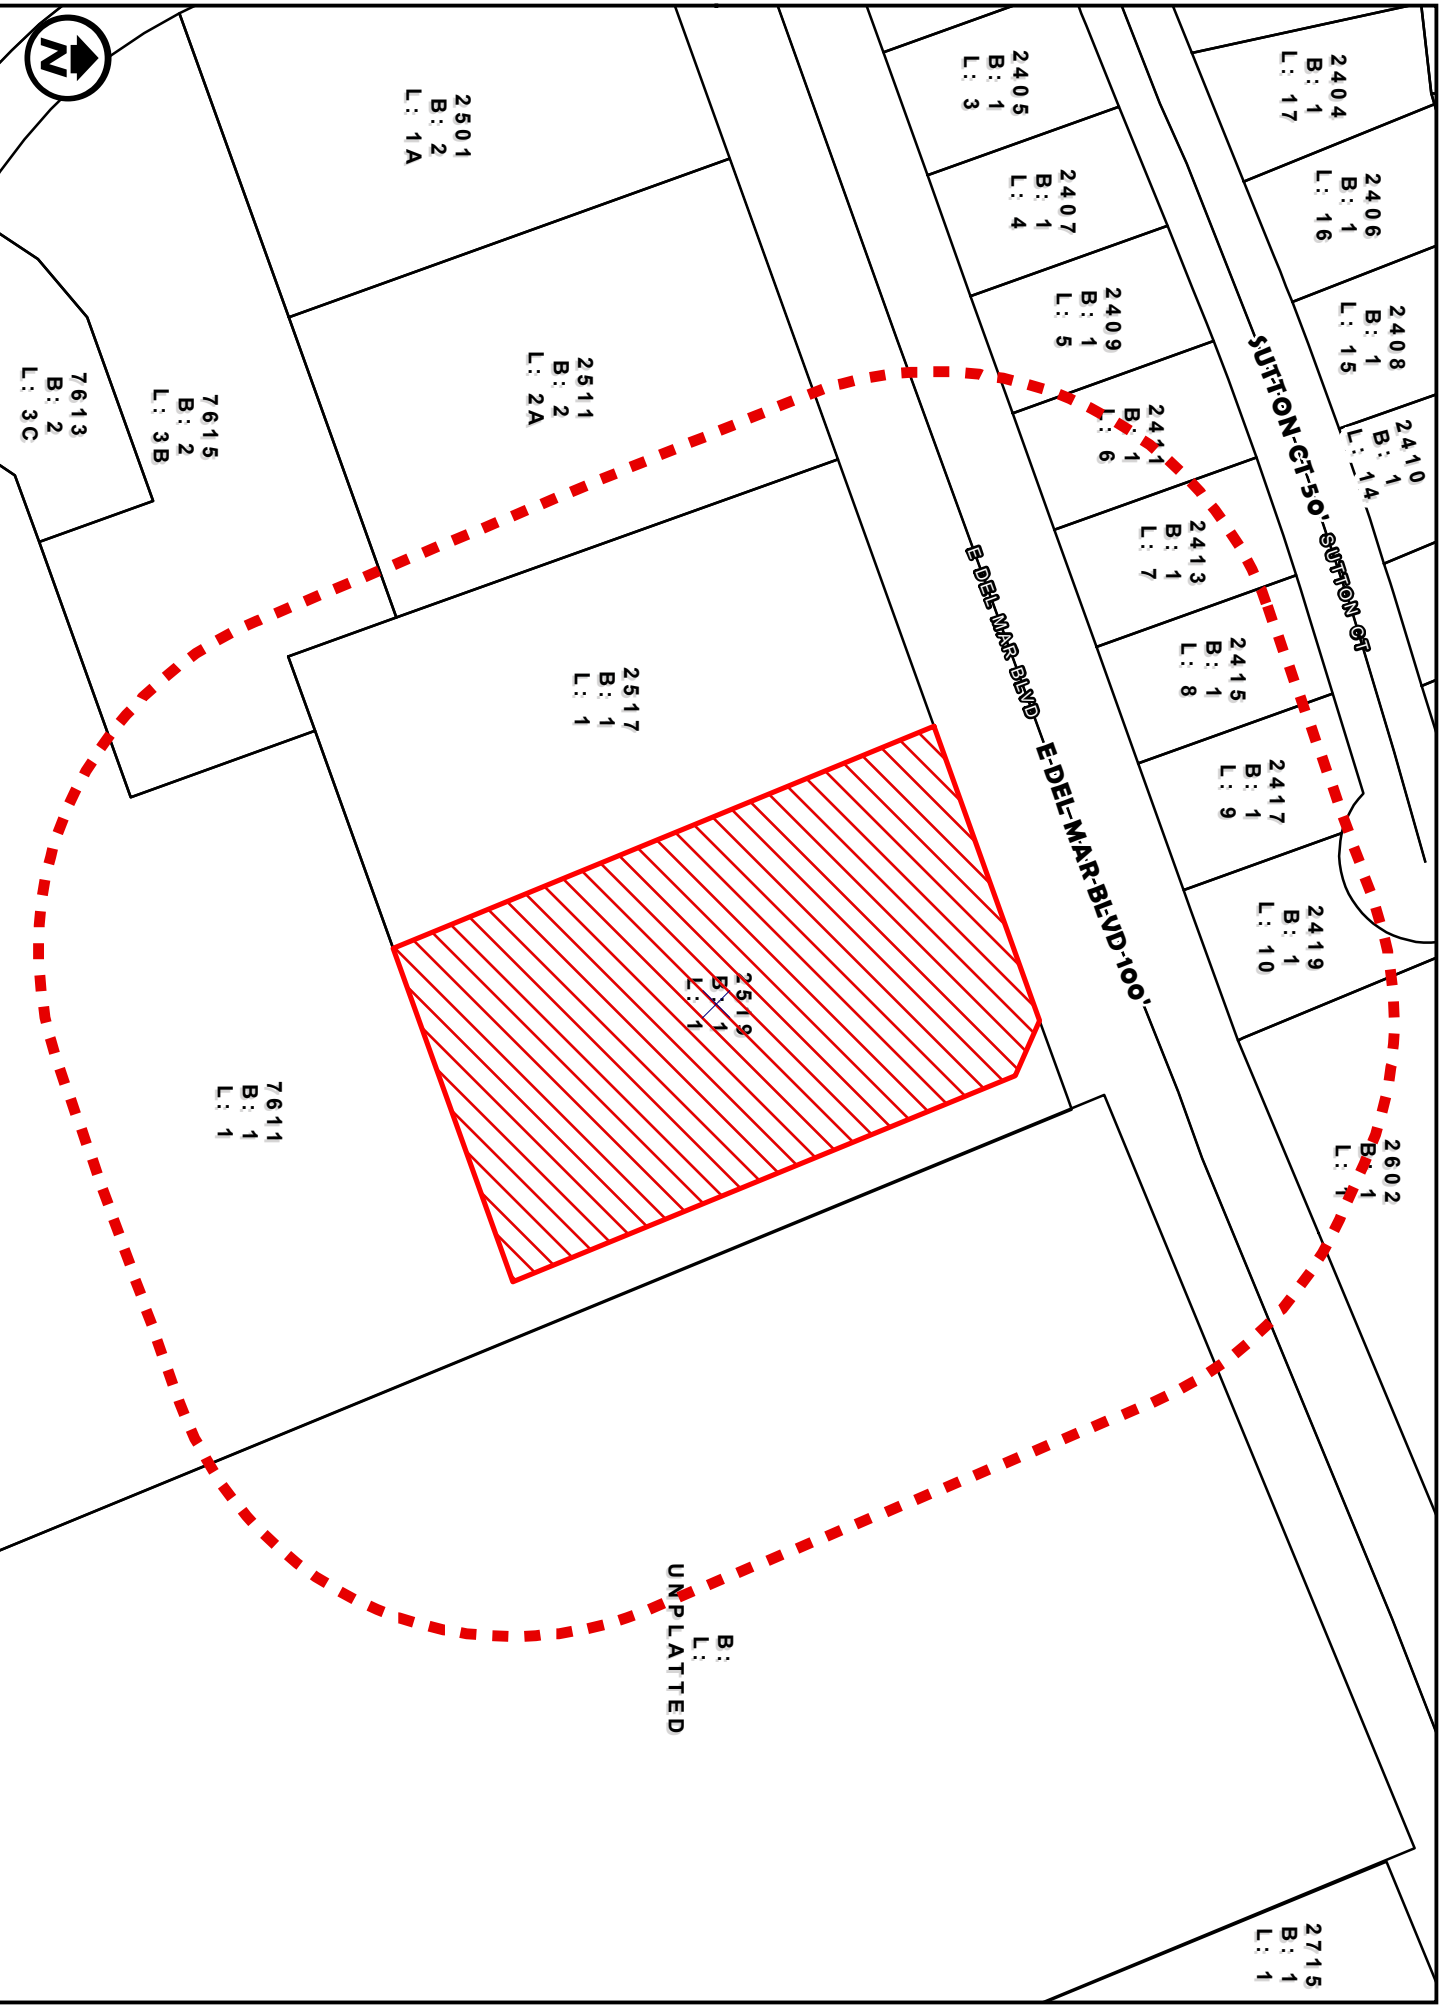 N
2404
B: 1
L: 17
2406
B: 1
L: 16
2408
B: 1
L: 15
2410
B: 1
L: 14
SUTTON CT 50'
SUTTON CT
2405
B: 1
L: 3
2407
B: 1
L: 4
2409
B: 1
L: 5
2411
B: 1
L: 6
2413
B: 1
L: 7
2415
B: 1
L: 8
2417
B: 1
L: 9
2419
B: 1
L: 10
2602
B: 1
L: 1
2715
B: 1
L: 1
E DEL MAR BLVD
E DEL MAR BLVD 100'
2501
B: 2
L: 1A
2511
B: 2
L: 2A
2517
B: 1
L: 1
2519
B: 1
L: 1
B:
L:
UNPLATTED
7615
B: 2
L: 3B
7613
B: 2
L: 3C
7611
B: 1
L: 1